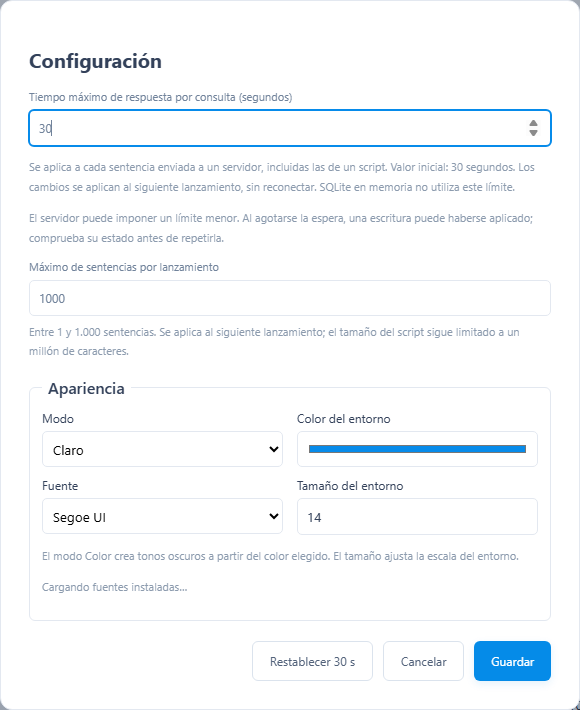 Configuración
Tiempo máximo de respuesta por consulta (segundos)
30
Se aplica a cada sentencia enviada a un servidor, incluidas las de un script. Valor inicial: 30 segundos. Los
cambios se aplican al siguiente lanzamiento, sin reconectar. SQLite en memoria no utiliza este límite.
El servidor puede imponer un límite menor. Al agotarse la espera, una escritura puede haberse aplicado;
comprueba su estado antes de repetirla.
Máximo de sentencias por lanzamiento
1000
Entre 1 y 1.000 sentencias. Se aplica al siguiente lanzamiento; el tamaño del script sigue limitado a un
millón de caracteres.
Apariencia
Modo Color del entorno
Claro
Fuente Tamaño del entorno
Segoe UI 14
El modo Color crea tonos oscuros a partir del color elegido. El tamaño ajusta la escala del entorno.
Cargando fuentes instaladas...
Restablecer 30 s Cancelar Guardar